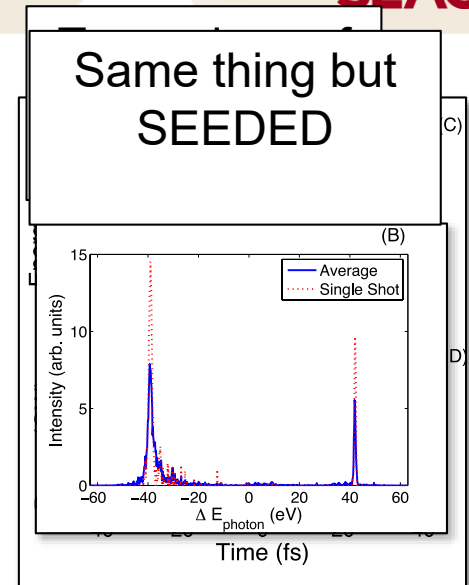 Same thing but
SEEDED
C)
(B)
15
Average
Single Shot
10
D)
Intensity (arb. units)
5
0
−60 −40 −20 0 20 40 60
Δ E photon (eV)
Time (fs)